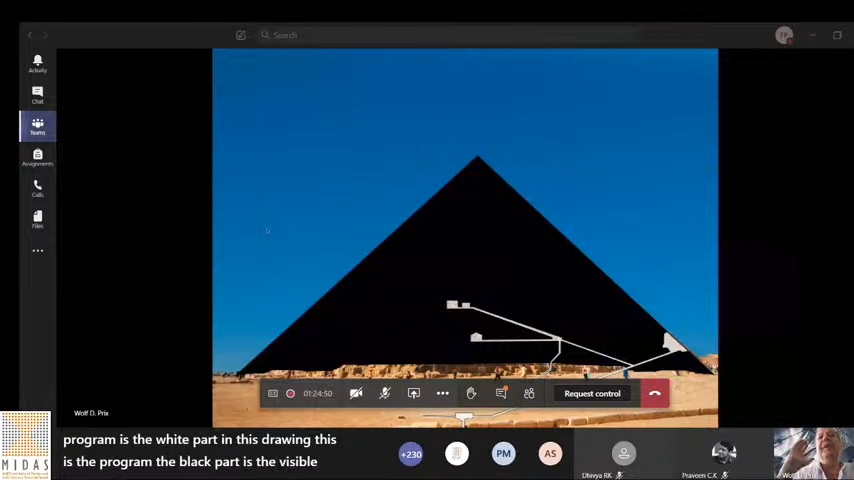 Search
FP
Activity
Chat
Teams
Assignments
Calls
Files
01:24:50
Request control
Wolf D. Prix
program is the white part in this drawing this
is the program the black part is the visible
+230
PM
AS
Dhivya RK
Praveen C.K
MIDAS